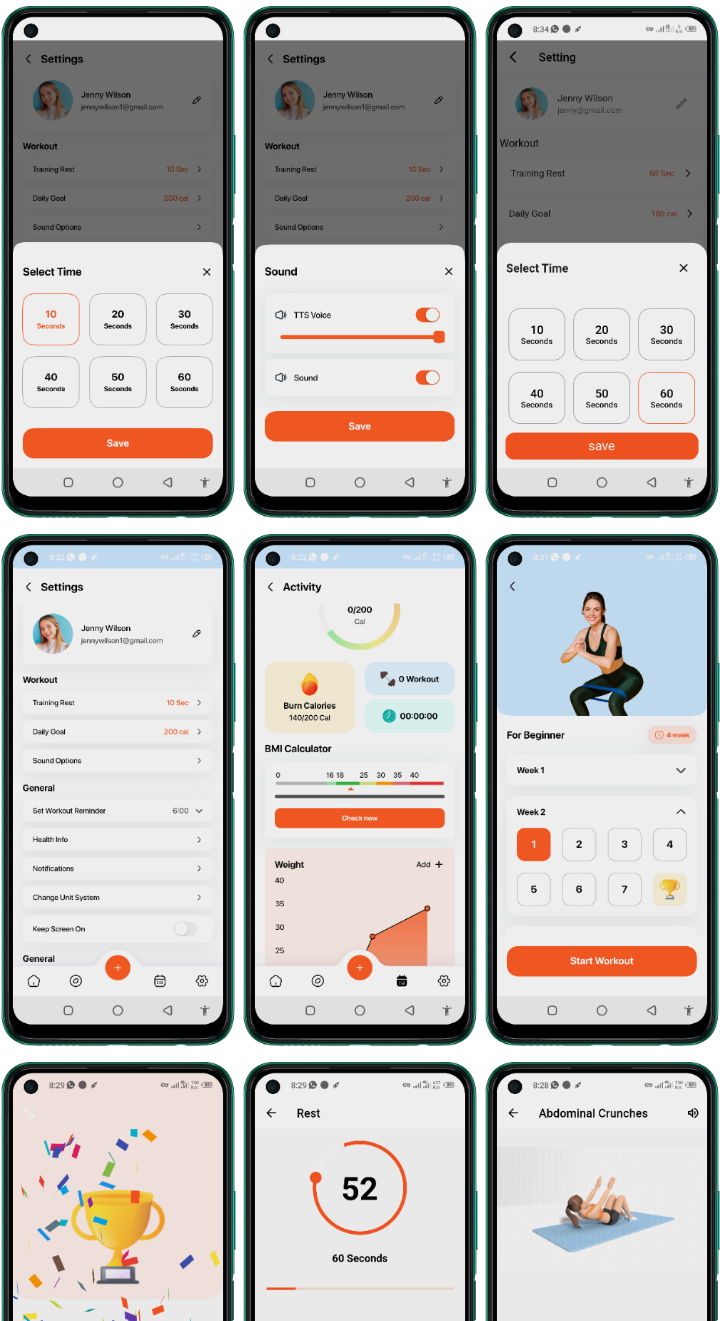 Settings
Jenny Wilson
jennywilson1@gmail.com
Workout
Training Rest 10 Sec
Daily Goal 200 cal
Sound Options
Select Time
10 Seconds
20 Seconds
30 Seconds
40 Seconds
50 Seconds
60 Seconds
Save
Settings
Jenny Wilson
jennywilson1@gmail.com
Workout
Training Rest 10 Sec
Daily Goal 200 cal
Sound Options
Sound
TTS Voice
Sound
Save
8:34
Setting
Jenny Wilson
jenny@gmail.com
Workout
Training Rest 60 Sec
Daily Goal 180 cal
Select Time
10 Seconds
20 Seconds
30 Seconds
40 Seconds
50 Seconds
60 Seconds
save
Settings
Jenny Wilson
jennywilson1@gmail.com
Workout
Training Rest 10 Sec
Daily Goal 200 cal
Sound Options
General
Set Workout Reminder 6:00
Health Info
Notifications
Change Unit System
Keep Screen On
General
Activity
0/200
Cal
Burn Calories
140/200 Cal
0 Workout
00:00:00
BMI Calculator
0 16 18 25 30 35 40
Check now
Weight Add +
40
35
30
25
8:31
For Beginner 4 week
Week 1
Week 2
1 2 3 4
5 6 7
Start Workout
8:29
8:29
Rest
52
60 Seconds
8:28
Abdominal Crunches